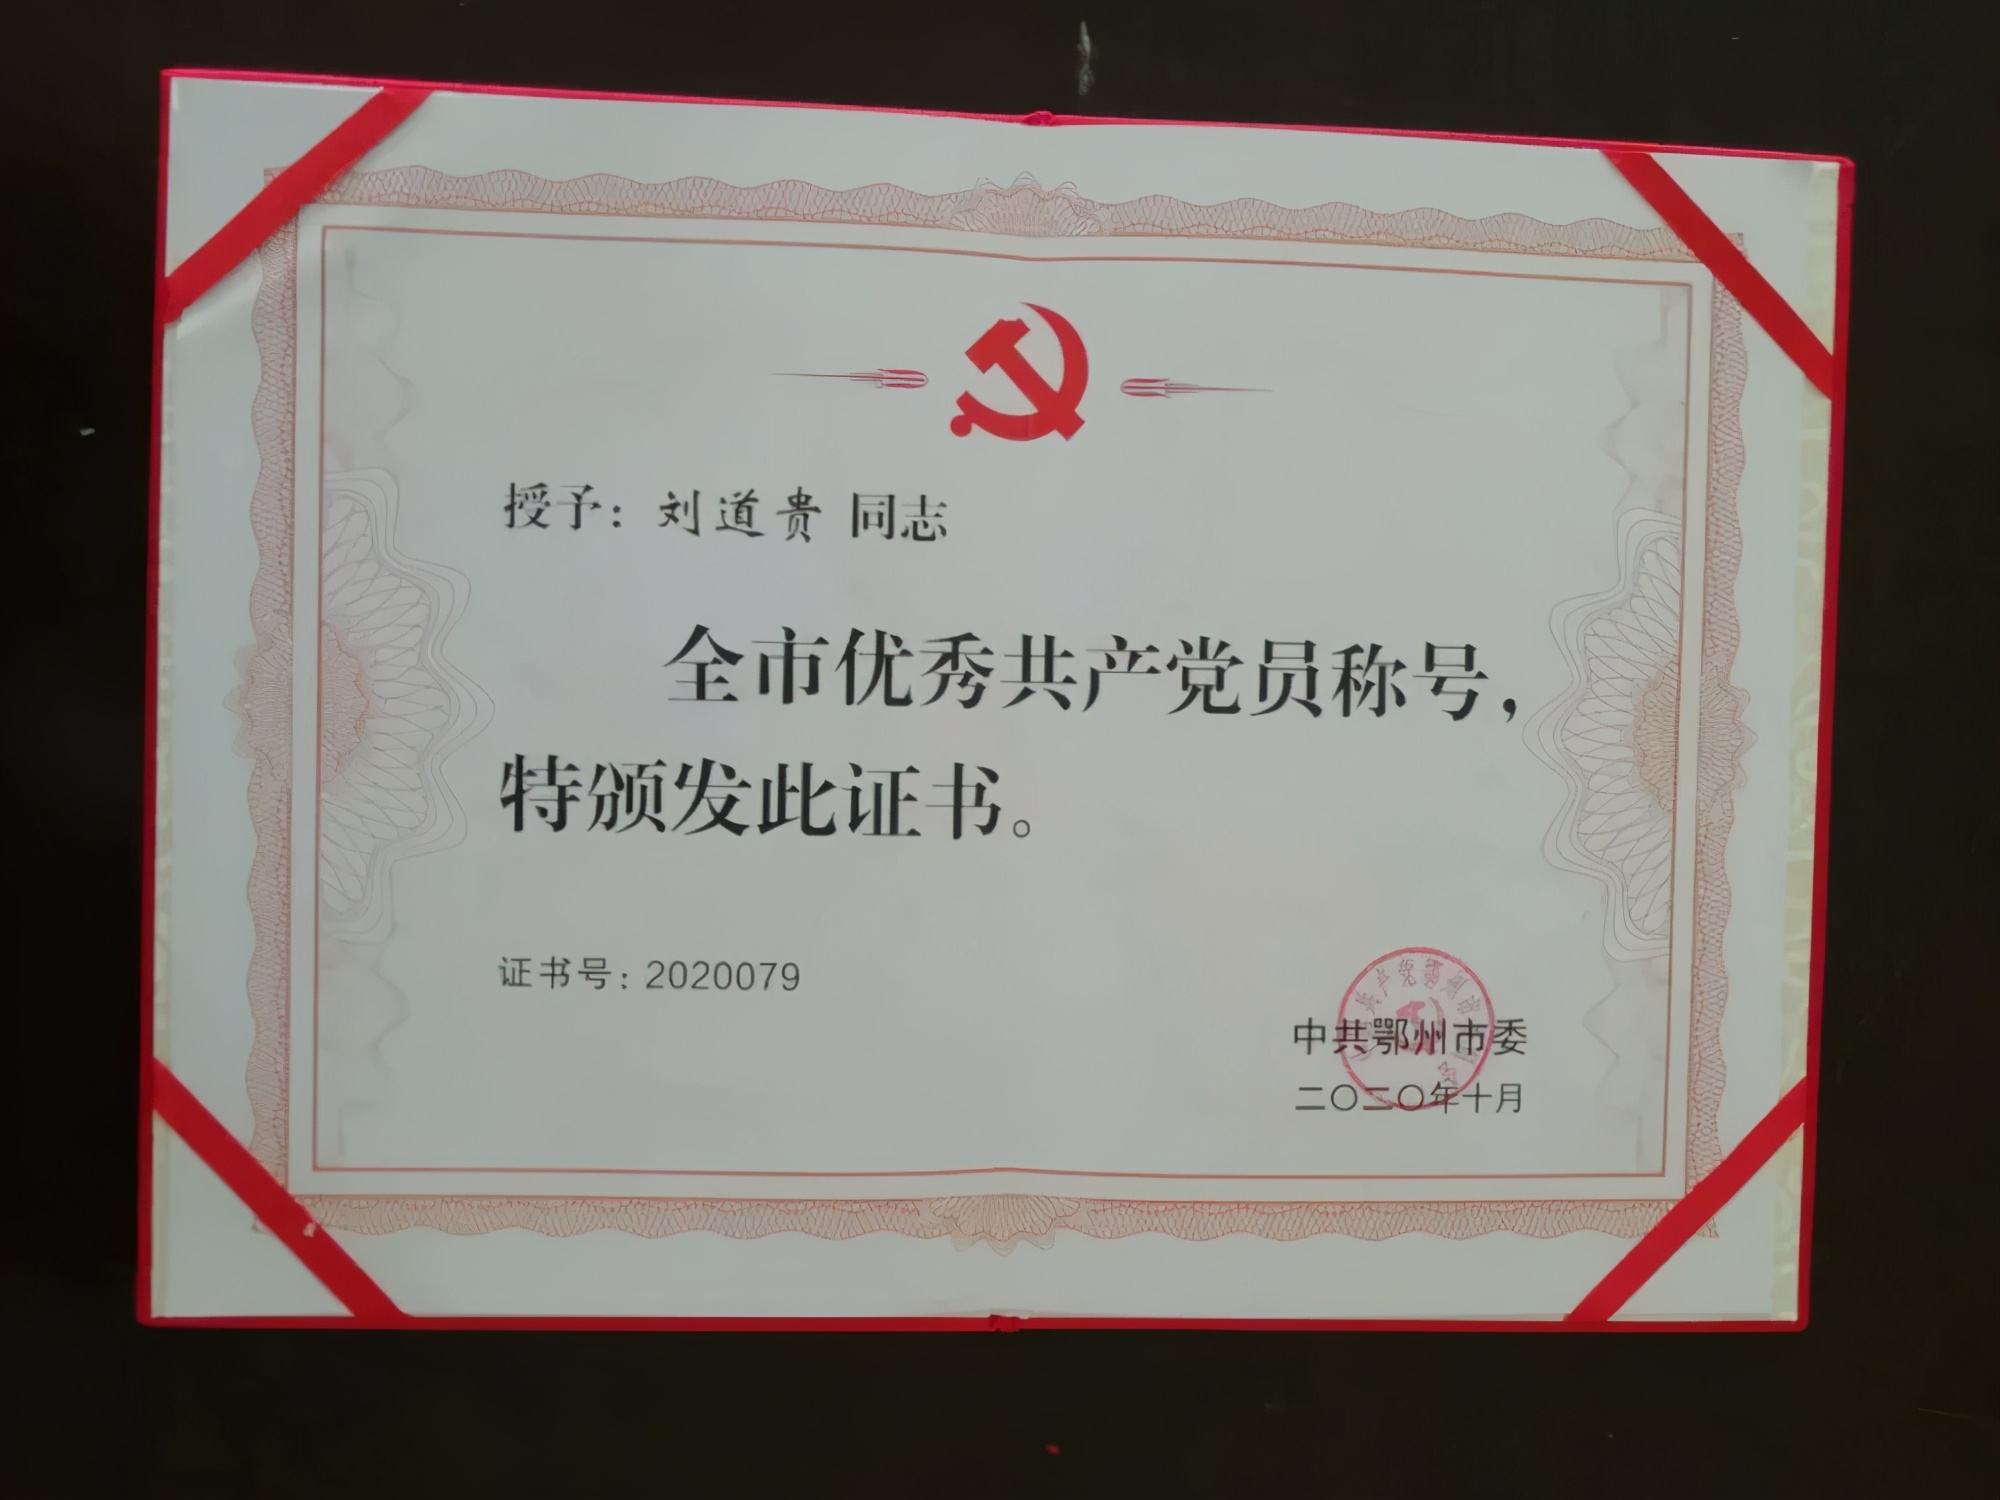 授予：刘道贵 同志
全市优秀共产党员称号，
特颁发此证书。
证书号：2020079
中共鄂州市委
二〇二〇年十月